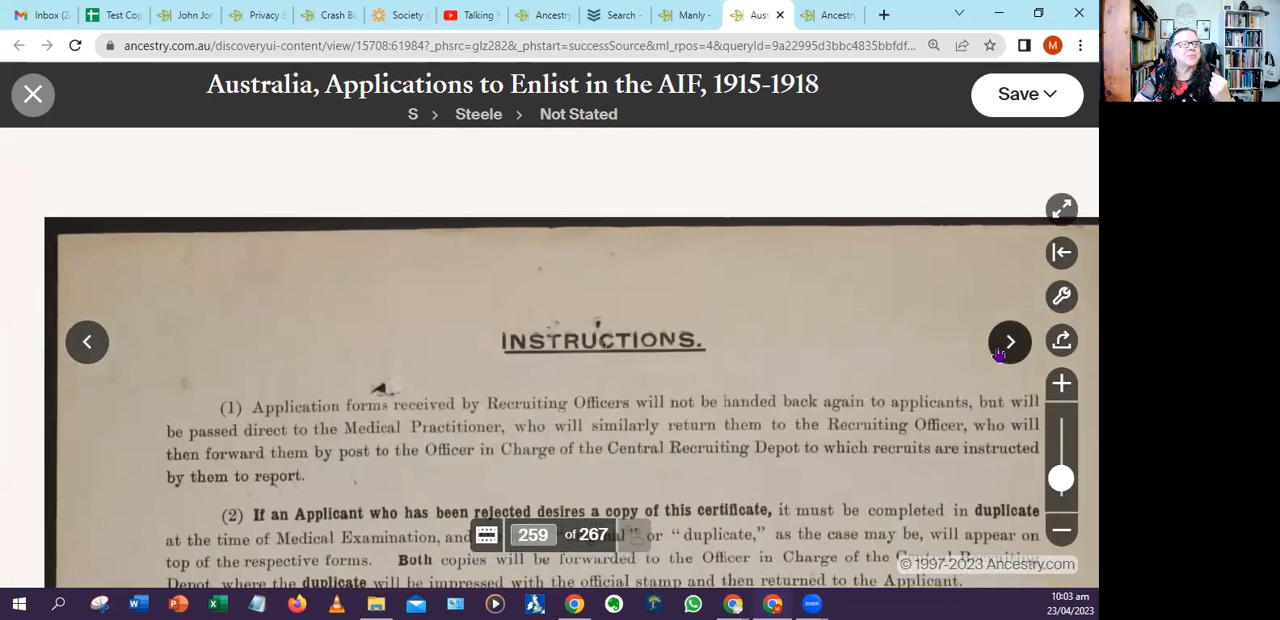 Inbox (2
Test Cop
John Jor
Privacy S
Crash Bu
Society
Talking F
Ancestry
Search -
Manly -
Aust
Ancestry
ancestry.com.au/discoveryui-content/view/15708:61984?_phsrc=glz282&_phstart=successSource&ml_rpos=4&queryId=9a22995d3bbc4835bbfdf...
M
Australia, Applications to Enlist in the AIF, 1915-1918
S > Steele > Not Stated
Save
INSTRUCTIONS.
(1) Application forms received by Recruiting Officers will not be handed back again to applicants, but will
be passed direct to the Medical Practitioner, who will similarly return them to the Recruiting Officer, who will
then forward them by post to the Officer in Charge of the Central Recruiting Depot to which recruits are instructed
by them to report.
(2) If an Applicant who has been rejected desires a copy of this certificate, it must be completed in duplicate
at the time of Medical Examination, and or "duplicate," as the case may be, will appear on
top of the respective forms. Both copies will be forwarded to the Officer in Charge of the Central Recruiting
Depot, where the duplicate will be impressed with the official stamp and then returned to the Applicant.
259 of 267
© 1997-2023 Ancestry.com
zoom
10:03 am
23/04/2023